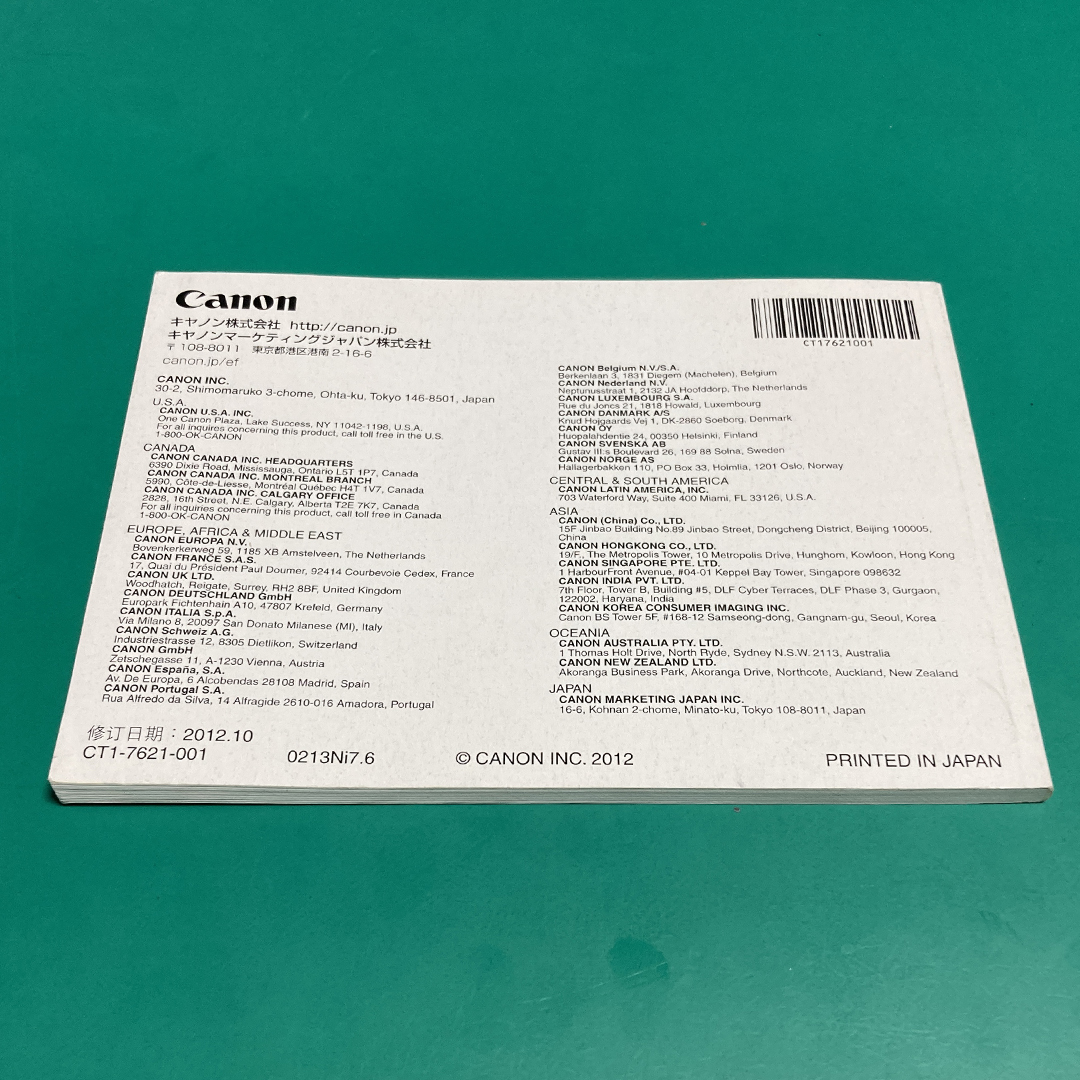 Canon
キヤノン株式会社 http://canon.jp
キヤノンマーケティングジャパン株式会社
〒108-8011 東京都港区港南 2-16-6
canon.jp/ef
CANON INC.
30-2, Shimomaruko 3-chome, Ohta-ku, Tokyo 146-8501, Japan
U.S.A.
CANON U.S.A. INC.
One Canon Plaza, Lake Success, NY 11042-1198, U.S.A.
For all inquires concerning this product, call toll free in the U.S.
1-800-OK-CANON
CANADA
CANON CANADA INC. HEADQUARTERS
6390 Dixie Road, Mississauga, Ontario L5T 1P7, Canada
CANON CANADA INC. MONTREAL BRANCH
5990, Côte-de-Liesse, Montréal Québec H4T 1V7, Canada
CANON CANADA INC. CALGARY OFFICE
2828, 16th Street, N.E. Calgary, Alberta T2E 7K7, Canada
For all inquiries concerning this product, call toll free in Canada
1-800-OK-CANON
EUROPE, AFRICA & MIDDLE EAST
CANON EUROPA N.V.
Bovenkerkerweg 59, 1185 XB Amstelveen, The Netherlands
CANON FRANCE S.A.S.
17, Quai du Président Paul Doumer, 92414 Courbevoie Cedex, France
CANON UK LTD.
Woodhatch, Reigate, Surrey, RH2 8BF, United Kingdom
CANON DEUTSCHLAND GmbH
Europark Fichtenhain A10, 47807 Krefeld, Germany
CANON ITALIA S.p.A.
Via Milano 8, 20097 San Donato Milanese (MI), Italy
CANON Schweiz A.G.
Industriestrasse 12, 8305 Dietlikon, Switzerland
CANON GmbH
Zetschegasse 11, A-1230 Vienna, Austria
CANON España, S.A.
Av. De Europa, 6 Alcobendas 28108 Madrid, Spain
CANON Portugal S.A.
Rua Alfredo da Silva, 14 Alfragide 2610-016 Amadora, Portugal
CT17621001
CANON Belgium N.V./S.A.
Berkenlaan 3, 1831 Diegem (Machelen), Belgium
CANON Nederland N.V.
Neptunusstraat 1, 2132 JA Hoofddorp, The Netherlands
CANON LUXEMBOURG S.A.
Rue du Joncs 21, 1818 Howald, Luxembourg
CANON DANMARK A/S
Knud Hojgaards Vej 1, DK-2860 Soeborg, Denmark
CANON OY
Huopalahdentie 24, 00350 Helsinki, Finland
CANON SVENSKA AB
Gustav III:s Boulevard 26, 169 88 Solna, Sweden
CANON NORGE AS
Hallagerbakken 110, PO Box 33, Holmlia, 1201 Oslo, Norway
CENTRAL & SOUTH AMERICA
CANON LATIN AMERICA, INC.
703 Waterford Way, Suite 400 Miami, FL 33126, U.S.A.
ASIA
CANON (China) Co., LTD.
15F Jinbao Building No.89 Jinbao Street, Dongcheng District, Beijing 100005,
China
CANON HONGKONG CO., LTD.
19/F., The Metropolis Tower, 10 Metropolis Drive, Hunghom, Kowloon, Hong Kong
CANON SINGAPORE PTE. LTD.
1 HarbourFront Avenue, #04-01 Keppel Bay Tower, Singapore 098632
CANON INDIA PVT. LTD.
7th Floor, Tower B, Building #5, DLF Cyber Terraces, DLF Phase 3, Gurgaon,
122002, Haryana, India
CANON KOREA CONSUMER IMAGING INC.
Canon BS Tower 5F, #168-12 Samseong-dong, Gangnam-gu, Seoul, Korea
OCEANIA
CANON AUSTRALIA PTY. LTD.
1 Thomas Holt Drive, North Ryde, Sydney N.S.W. 2113, Australia
CANON NEW ZEALAND LTD.
Akoranga Business Park, Akoranga Drive, Northcote, Auckland, New Zealand
JAPAN
CANON MARKETING JAPAN INC.
16-6, Kohnan 2-chome, Minato-ku, Tokyo 108-8011, Japan
修订日期：2012.10
CT1-7621-001 0213Ni7.6 © CANON INC. 2012 PRINTED IN JAPAN